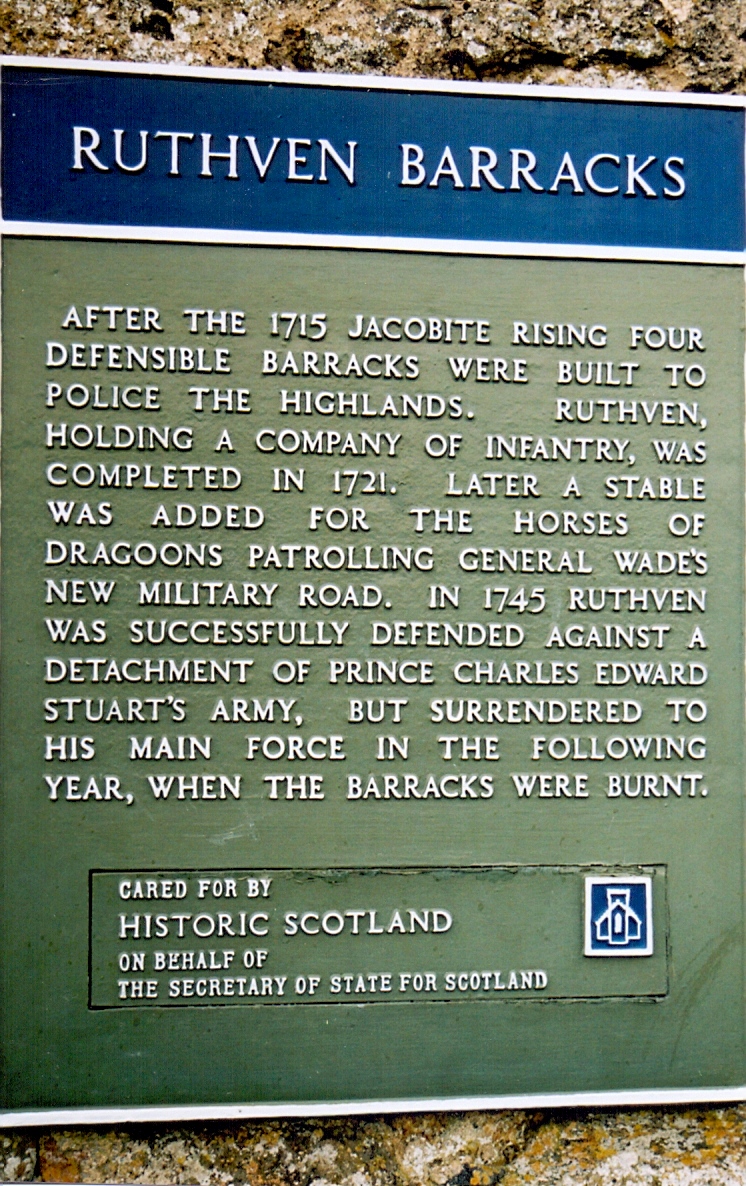 RUTHVEN BARRACKS
AFTER THE 1715 JACOBITE RISING FOUR
DEFENSIBLE BARRACKS WERE BUILT TO
POLICE THE HIGHLANDS. RUTHVEN,
HOLDING A COMPANY OF INFANTRY, WAS
COMPLETED IN 1721. LATER A STABLE
WAS ADDED FOR THE HORSES OF
DRAGOONS PATROLLING GENERAL WADE'S
NEW MILITARY ROAD. IN 1745 RUTHVEN
WAS SUCCESSFULLY DEFENDED AGAINST A
DETACHMENT OF PRINCE CHARLES EDWARD
STUART'S ARMY, BUT SURRENDERED TO
HIS MAIN FORCE IN THE FOLLOWING
YEAR, WHEN THE BARRACKS WERE BURNT.
CARED FOR BY
HISTORIC SCOTLAND
ON BEHALF OF
THE SECRETARY OF STATE FOR SCOTLAND